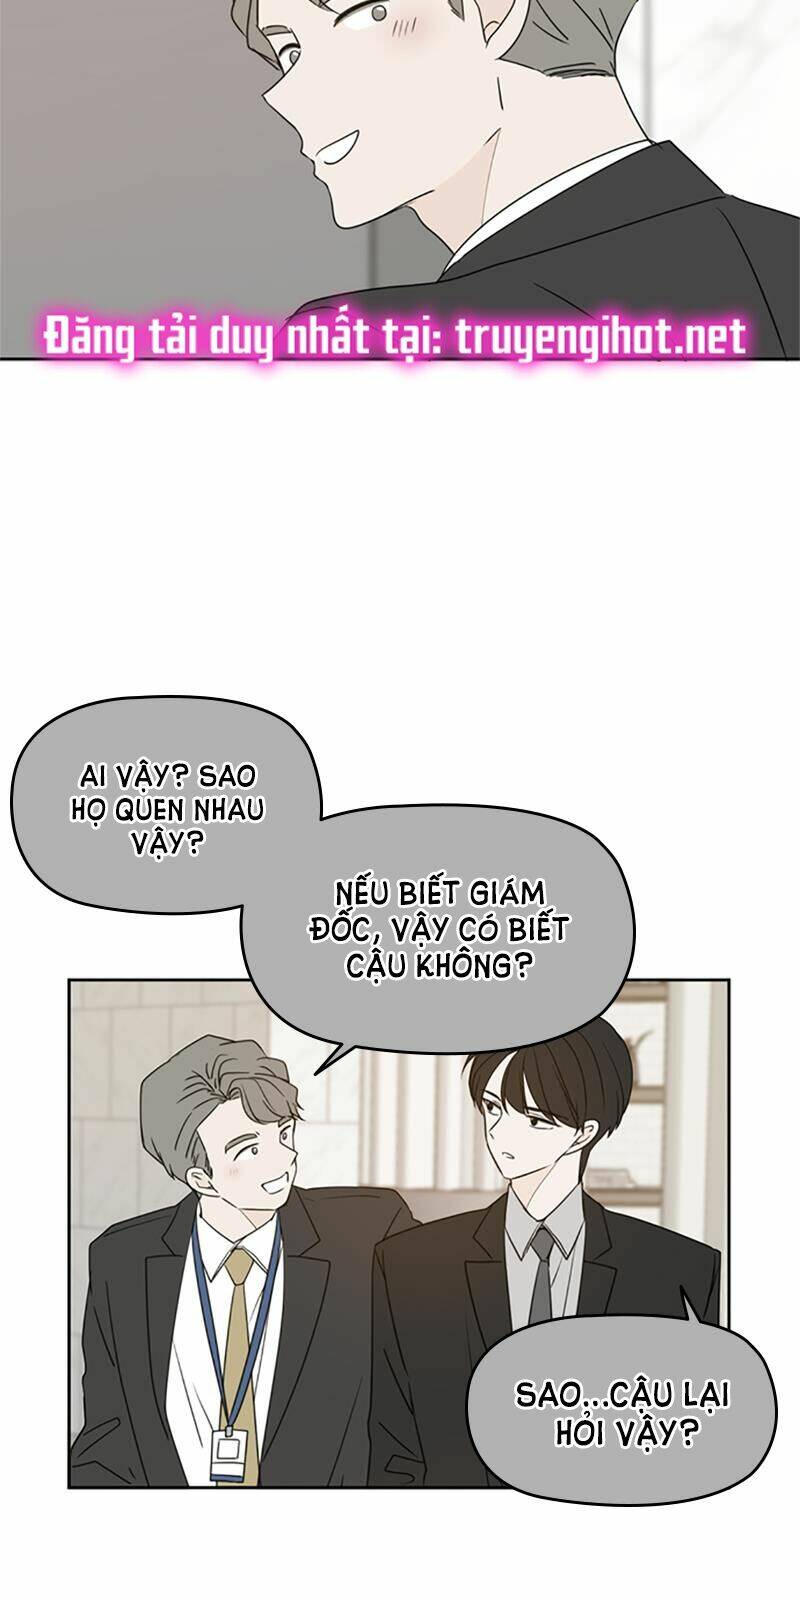 Đăng tải duy nhất tại: truyengihot.net
AI VẬY? SAO
HỌ QUEN NHAU
VẬY?
NẾU BIẾT GIÁM
ĐỐC, VẬY CÓ BIẾT
CẬU KHÔNG?
SAO...CẬU LẠI
HỎI VẬY?